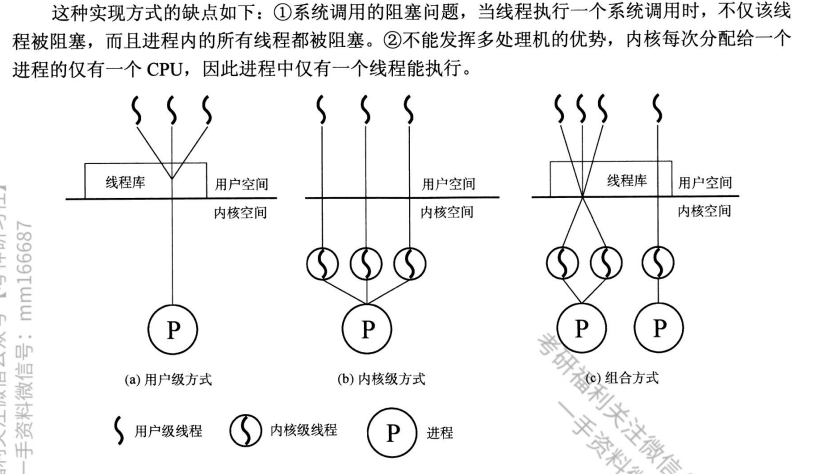 这种实现方式的缺点如下：①系统调用的阻塞问题，当线程执行一个系统调用时，不仅该线
程被阻塞，而且进程内的所有线程都被阻塞。②不能发挥多处理机的优势，内核每次分配给一个
进程的仅有一个 CPU，因此进程中仅有一个线程能执行。
线程库
用户空间
内核空间
P
(a) 用户级方式
用户空间
内核空间
P
(b) 内核级方式
线程库
用户空间
内核空间
P
P
(c) 组合方式
用户级线程
内核级线程
P
进程
一手资料微信号：mm166687
考研福利关注微信
一手资料微